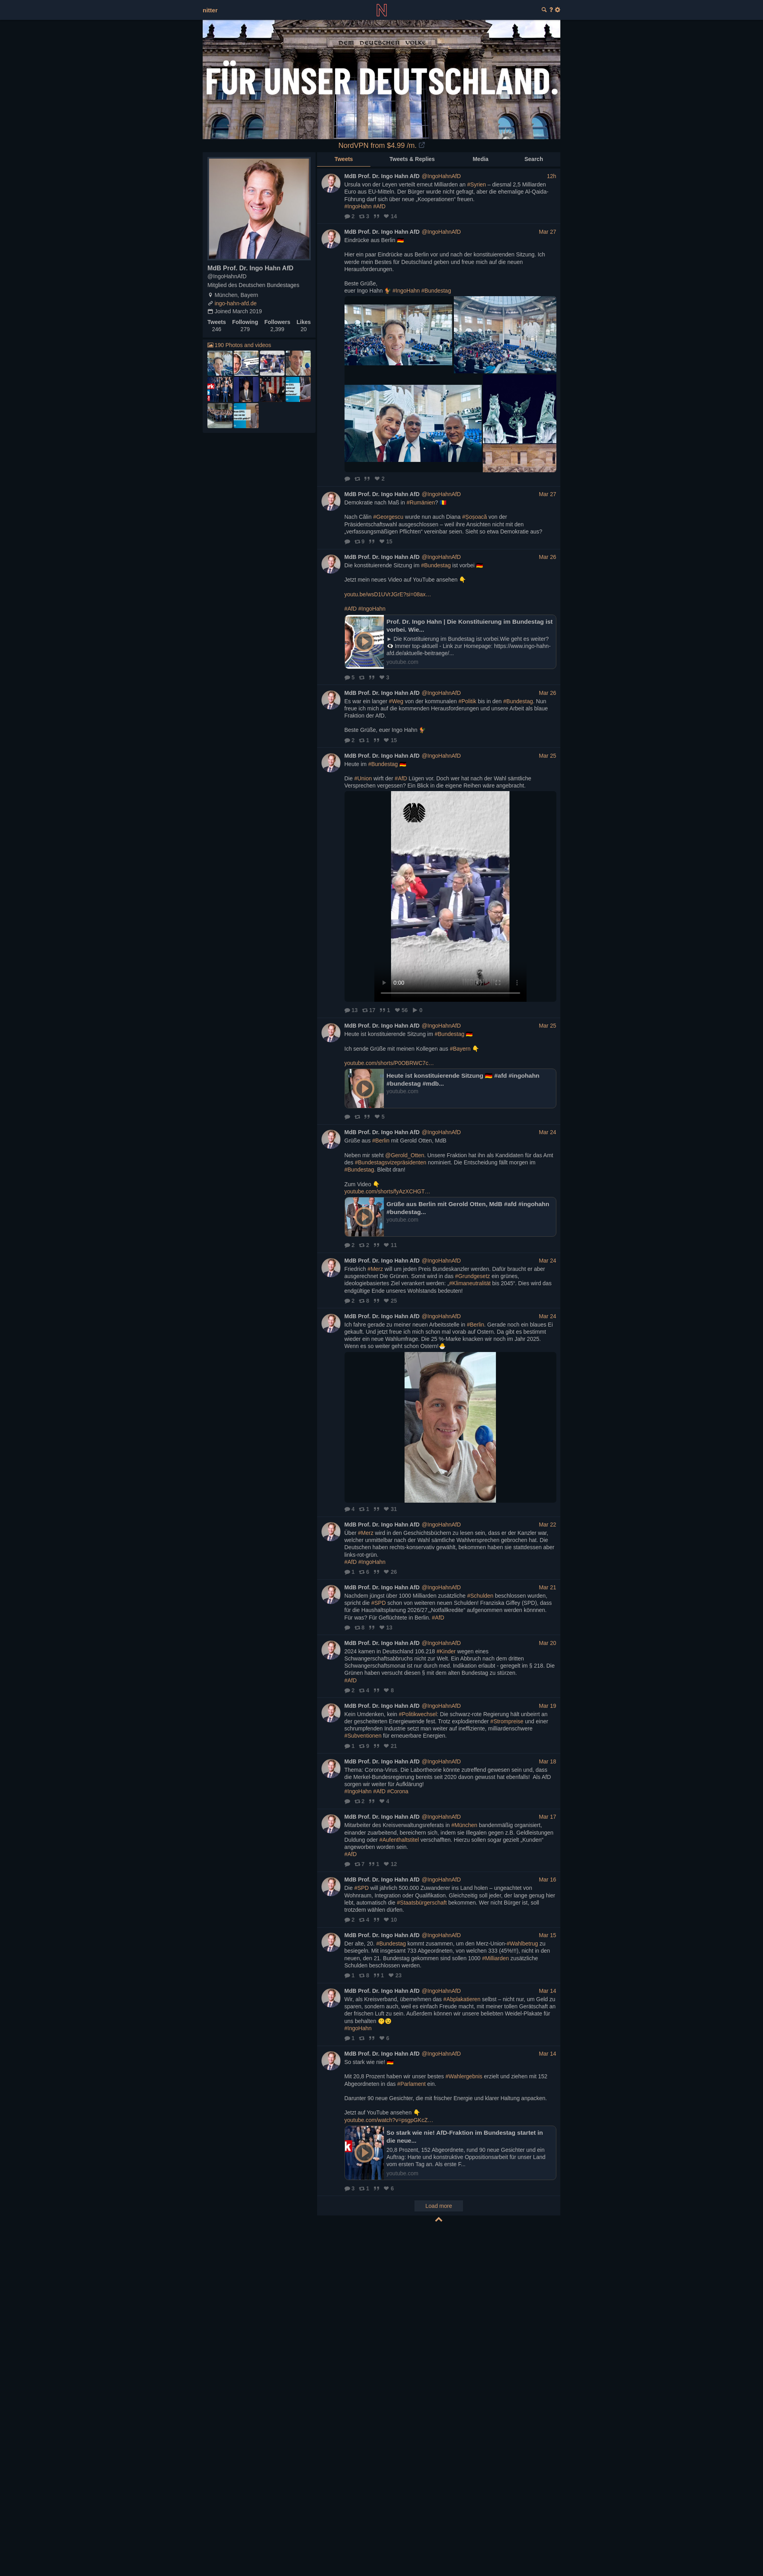 nitter
DEM DEUTSCHEN VOLKE
FÜR UNSER DEUTSCHLAND.
NordVPN from $4.99 /m.
MdB Prof. Dr. Ingo Hahn AfD
@IngoHahnAfD
Mitglied des Deutschen Bundestages
München, Bayern
ingo-hahn-afd.de
Joined March 2019
Tweets Following Followers Likes
246 279 2,399 20
190 Photos and videos
Tweets Tweets & Replies Media Search
MdB Prof. Dr. Ingo Hahn AfD @IngoHahnAfD 12h
Ursula von der Leyen verteilt erneut Milliarden an #Syrien – diesmal 2,5 Milliarden
Euro aus EU-Mitteln. Der Bürger wurde nicht gefragt, aber die ehemalige Al-Qaida-
Führung darf sich über neue „Kooperationen“ freuen.
#IngoHahn #AfD
2 3 14
MdB Prof. Dr. Ingo Hahn AfD @IngoHahnAfD Mar 27
Eindrücke aus Berlin 🇩🇪
Hier ein paar Eindrücke aus Berlin vor und nach der konstituierenden Sitzung. Ich
werde mein Bestes für Deutschland geben und freue mich auf die neuen
Herausforderungen.
Beste Grüße,
euer Ingo Hahn 🐓 #IngoHahn #Bundestag
2
MdB Prof. Dr. Ingo Hahn AfD @IngoHahnAfD Mar 27
Demokratie nach Maß in #Rumänien? 🇷🇴
Nach Călin #Georgescu wurde nun auch Diana #Șoșoacă von der
Präsidentschaftswahl ausgeschlossen – weil ihre Ansichten nicht mit den
„verfassungsmäßigen Pflichten“ vereinbar seien. Sieht so etwa Demokratie aus?
9 15
MdB Prof. Dr. Ingo Hahn AfD @IngoHahnAfD Mar 26
Die konstituierende Sitzung im #Bundestag ist vorbei 🇩🇪
Jetzt mein neues Video auf YouTube ansehen 👇
youtu.be/wsD1UVrJGrE?si=08ax…
#AfD #IngoHahn
Prof. Dr. Ingo Hahn | Die Konstituierung im Bundestag ist
vorbei. Wie...
► Die Konstituierung im Bundestag ist vorbei.Wie geht es weiter?
👁 Immer top aktuell - Link zur Homepage: https://www.ingo-hahn-
afd.de/aktuelle-beitraege/...
youtube.com
5 3
MdB Prof. Dr. Ingo Hahn AfD @IngoHahnAfD Mar 26
Es war ein langer #Weg von der kommunalen #Politik bis in den #Bundestag. Nun
freue ich mich auf die kommenden Herausforderungen und unsere Arbeit als blaue
Fraktion der AfD.
Beste Grüße, euer Ingo Hahn 🐓
2 1 15
MdB Prof. Dr. Ingo Hahn AfD @IngoHahnAfD Mar 25
Heute im #Bundestag 🇩🇪
Die #Union wirft der #AfD Lügen vor. Doch wer hat nach der Wahl sämtliche
Versprechen vergessen? Ein Blick in die eigene Reihen wäre angebracht.
0:00
13 17 1 56 0
MdB Prof. Dr. Ingo Hahn AfD @IngoHahnAfD Mar 25
Heute ist konstituierende Sitzung im #Bundestag 🇩🇪
Ich sende Grüße mit meinen Kollegen aus #Bayern 👇
youtube.com/shorts/P0OBRWC7c…
Heute ist konstituierende Sitzung 🇩🇪 #afd #ingohahn
#bundestag #mdb...
youtube.com
5
MdB Prof. Dr. Ingo Hahn AfD @IngoHahnAfD Mar 24
Grüße aus #Berlin mit Gerold Otten, MdB
Neben mir steht @Gerold_Otten. Unsere Fraktion hat ihn als Kandidaten für das Amt
des #Bundestagsvizepräsidenten nominiert. Die Entscheidung fällt morgen im
#Bundestag. Bleibt dran!
Zum Video 👇
youtube.com/shorts/fyAzXCHGT…
Grüße aus Berlin mit Gerold Otten, MdB #afd #ingohahn
#bundestag...
youtube.com
2 2 11
MdB Prof. Dr. Ingo Hahn AfD @IngoHahnAfD Mar 24
Friedrich #Merz will um jeden Preis Bundeskanzler werden. Dafür braucht er aber
ausgerechnet Die Grünen. Somit wird in das #Grundgesetz ein grünes,
ideologiebasiertes Ziel verankert werden: „#Klimaneutralität bis 2045“. Dies wird das
endgültige Ende unseres Wohlstands bedeuten!
2 8 25
MdB Prof. Dr. Ingo Hahn AfD @IngoHahnAfD Mar 24
Ich fahre gerade zu meiner neuen Arbeitsstelle in #Berlin. Gerade noch ein blaues Ei
gekauft. Und jetzt freue ich mich schon mal vorab auf Ostern. Da gibt es bestimmt
wieder ein neue Wahlumfrage. Die 25 %-Marke knacken wir noch im Jahr 2025.
Wenn es so weiter geht schon Ostern!🐣
4 1 31
MdB Prof. Dr. Ingo Hahn AfD @IngoHahnAfD Mar 22
Über #Merz wird in den Geschichtsbüchern zu lesen sein, dass er der Kanzler war,
welcher unmittelbar nach der Wahl sämtliche Wahlversprechen gebrochen hat. Die
Deutschen haben rechts-konservativ gewählt, bekommen haben sie stattdessen aber
links-rot-grün.
#AfD #IngoHahn
1 6 28
MdB Prof. Dr. Ingo Hahn AfD @IngoHahnAfD Mar 21
Nachdem jüngst über 1000 Milliarden zusätzliche #Schulden beschlossen wurden,
spricht die #SPD schon von weiteren neuen Schulden! Franziska Giffey (SPD), dass
für die Haushaltsplanung 2026/27 „Notfallkredite“ aufgenommen werden könnnen.
Für was? Für Geflüchtete in Berlin. #AfD
8 13
MdB Prof. Dr. Ingo Hahn AfD @IngoHahnAfD Mar 20
2024 kamen in Deutschland 106.218 #Kinder wegen eines
Schwangerschaftsabbruchs nicht zur Welt. Ein Abbruch nach dem dritten
Schwangerschaftsmonat ist nur durch med. Indikation erlaubt - geregelt im § 218. Die
Grünen haben versucht diesen § mit dem alten Bundestag zu stürzen.
#AfD
2 4 8
MdB Prof. Dr. Ingo Hahn AfD @IngoHahnAfD Mar 19
Kein Umdenken, kein #Politikwechsel: Die schwarz-rote Regierung hält unbeirrt an
der gescheiterten Energiewende fest. Trotz explodierender #Strompreise und einer
schrumpfenden Industrie setzt man weiter auf ineffiziente, milliardenschwere
#Subventionen für erneuerbare Energien.
1 9 21
MdB Prof. Dr. Ingo Hahn AfD @IngoHahnAfD Mar 18
Thema: Corona-Virus. Die Labortheorie könnte zutreffend gewesen sein und, dass
die Merkel-Bundesregierung bereits seit 2020 davon gewusst hat ebenfalls! Als AfD
sorgen wir weiter für Aufklärung!
#IngoHahn #AfD #Corona
2 4
MdB Prof. Dr. Ingo Hahn AfD @IngoHahnAfD Mar 17
Mitarbeiter des Kreisverwaltungsreferats in #München bandenmäßig organisiert,
einander zuarbeitend, bereichern sich, indem sie Illegalen gegen z.B. Geldleistungen
Duldung oder #Aufenthaltstitel verschafften. Hierzu sollen sogar gezielt „Kunden“
angeworben worden sein.
#AfD
7 1 12
MdB Prof. Dr. Ingo Hahn AfD @IngoHahnAfD Mar 16
Die #SPD will jährlich 500.000 Zuwanderer ins Land holen – ungeachtet von
Wohnraum, Integration oder Qualifikation. Gleichzeitig soll jeder, der lange genug hier
lebt, automatisch die #Staatsbürgerschaft bekommen. Wer nicht Bürger ist, soll
trotzdem wählen dürfen.
2 4 10
MdB Prof. Dr. Ingo Hahn AfD @IngoHahnAfD Mar 15
Der alte, 20. #Bundestag kommt zusammen, um den Merz-Union-#Wahlbetrug zu
besiegeln. Mit insgesamt 733 Abgeordneten, von welchen 333 (45%!!!), nicht in den
neuen, den 21. Bundestag gekommen sind sollen 1000 #Milliarden zusätzliche
Schulden beschlossen werden.
1 8 1 23
MdB Prof. Dr. Ingo Hahn AfD @IngoHahnAfD Mar 14
Wir, als Kreisverband, übernehmen das #Abplakatieren selbst – nicht nur, um Geld zu
sparen, sondern auch, weil es einfach Freude macht, mit meiner tollen Gertätschaft an
der frischen Luft zu sein. Außerdem können wir unsere beliebten Weidel-Plakate für
uns behalten 🙂😉
#IngoHahn
1 6
MdB Prof. Dr. Ingo Hahn AfD @IngoHahnAfD Mar 14
So stark wie nie! 🇩🇪
Mit 20,8 Prozent haben wir unser bestes #Wahlergebnis erzielt und ziehen mit 152
Abgeordneten in das #Parlament ein.
Darunter 90 neue Gesichter, die mit frischer Energie und klarer Haltung anpacken.
Jetzt auf YouTube ansehen 👇
youtube.com/watch?v=psgpGKcZ…
So stark wie nie! AfD-Fraktion im Bundestag startet in
die neue...
20,8 Prozent, 152 Abgeordnete, rund 90 neue Gesichter und ein
Auftrag: Harte und konstruktive Oppositionsarbeit für unser Land
vom ersten Tag an. Als erste F...
youtube.com
3 1 6
Load more